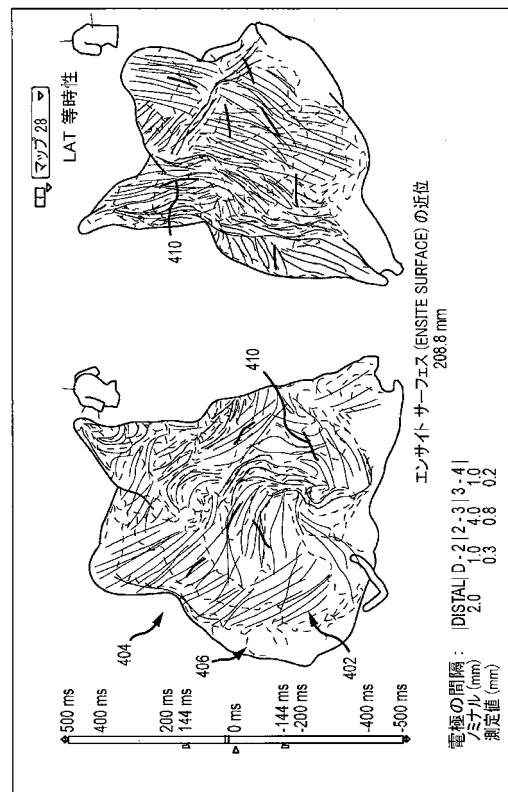 マップ 28
LAT 等時性
410
410
404
406
402
500 ms
400 ms
200 ms
144 ms
0 ms
-144 ms
-200 ms
-400 ms
-500 ms
エンサイト サーフェス (ENSITE SURFACE) の近位
208.8 mm
電極の間隔: |DISTAL|D-2|2-3|3-4|
ノミナル (mm) 2.0 1.0 4.0 1.0
測定値 (mm) 0.3 0.8 0.2